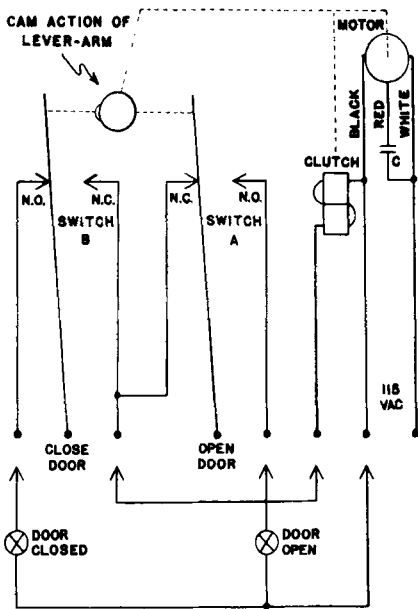 CAM ACTION OF
LEVER-ARM
MOTOR
BLACK
RED
WHITE
C
CLUTCH
N.O.
N.C.
SWITCH
B
N.C.
N.O.
SWITCH
A
115
VAC
CLOSE
DOOR
OPEN
DOOR
DOOR
CLOSED
DOOR
OPEN